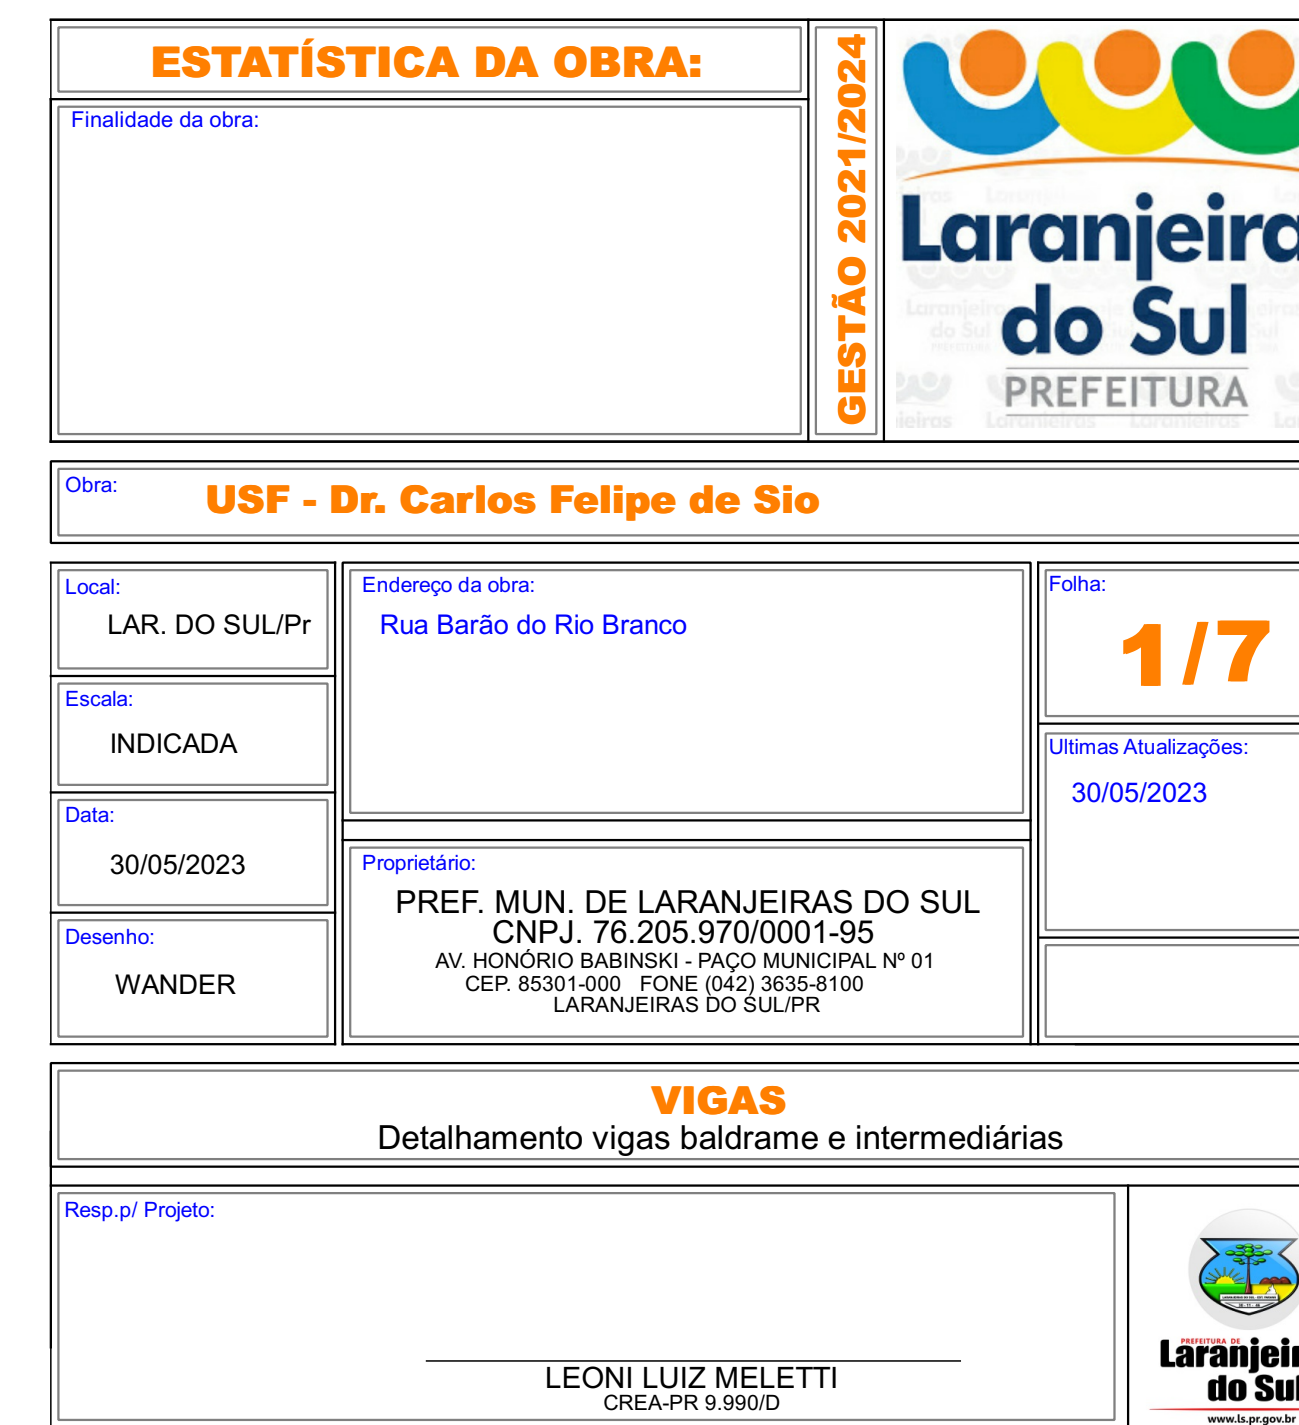 ESTATÍSTICA DA OBRA:
Finalidade da obra:
GESTÃO 2021/2024
do Sul
PREFEITURA
Obra:
USF - Dr. Carlos Felipe de Sio
Local:
LAR. DO SUL/Pr
Endereço da obra:
Rua Barão do Rio Branco
Folha:
1/7
Escala:
INDICADA
Ultimas Atualizações:
30/05/2023
Data:
30/05/2023
Proprietário:
PREF. MUN. DE LARANJEIRAS DO SUL
CNPJ. 76.205.970/0001-95
AV. HONÓRIO BABINSKI - PAÇO MUNICIPAL Nº 01
CEP. 85301-000 FONE (042) 3635-8100
LARANJEIRAS DO SUL/PR
Desenho:
WANDER
VIGAS
Detalhamento vigas baldrame e intermediárias
Resp.p/ Projeto:
LEONI LUIZ MELETTI
CREA-PR 9.990/D
PREFEITURA DE
do Sul
www.ls.pr.gov.br